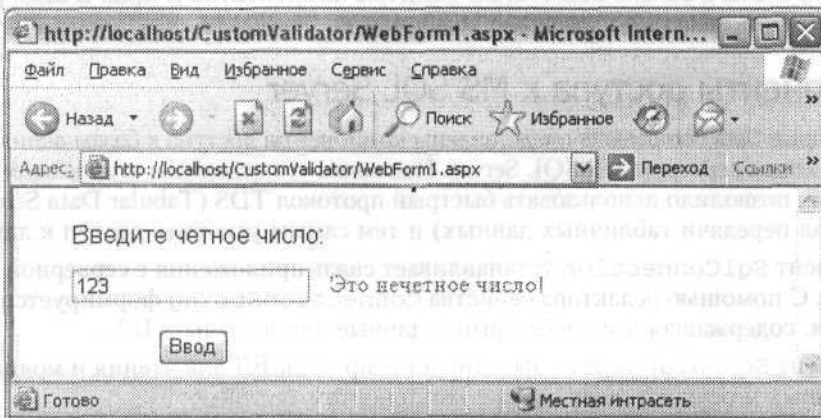 http://localhost/CustomValidator/WebForm1.aspx - Microsoft Intern...
Файл Правка Вид Избранное Сервис Справка
Назад Поиск Избранное »
Адрес: http://localhost/CustomValidator/WebForm1.aspx Переход Ссылки »
Введите четное число:
123 Это нечетное число!
Ввод
Готово Местная интрасеть